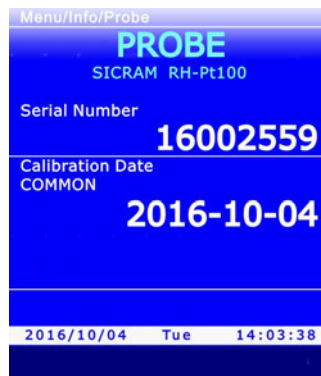 Menu/Info/Probe
PROBE
SICRAM RH-Pt100
Serial Number
16002559
Calibration Date
COMMON
2016-10-04
2016/10/04 Tue 14:03:38